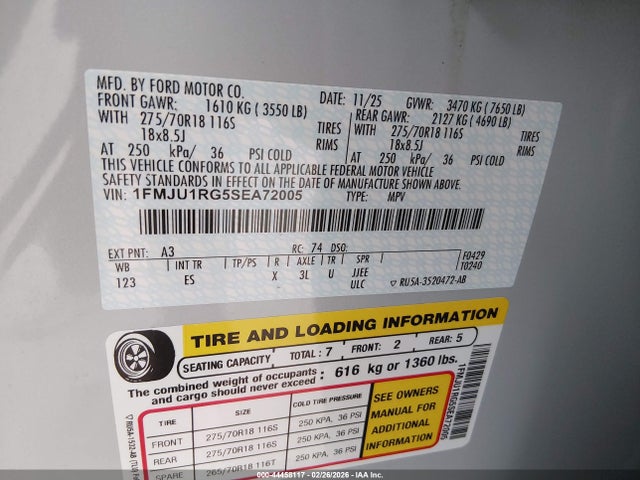 MFD. BY FORD MOTOR CO.
DATE: 11/25 GVWR: 3470 KG (7650 LB)
FRONT GAWR: 1610 KG (3550 LB)
REAR GAWR: 2127 KG (4690 LB)
WITH 275/70R18 116S TIRES
WITH 275/70R18 116S TIRES
18x8.5J RIMS
18x8.5J RIMS
AT 250 kPa/ 36 PSI COLD
AT 250 kPa/ 36 PSI COLD
THIS VEHICLE CONFORMS TO ALL APPLICABLE FEDERAL MOTOR VEHICLE
SAFETY STANDARDS IN EFFECT ON THE DATE OF MANUFACTURE SHOWN ABOVE.
VIN: 1FMJU1RG5SEA72005
TYPE: MPV
EXT PNT: A3 RC: 74 DSO:
WB INT TR TP/PS R AXLE TR SPR F0429
123 ES X 3L U JJEE T0240
ULC RU5A-3520472-AB
TIRE AND LOADING INFORMATION
SEATING CAPACITY TOTAL: 7 FRONT: 2 REAR: 5
The combined weight of occupants and cargo should never exceed: 616 kg or 1360 lbs.
TIRE SIZE COLD TIRE PRESSURE
FRONT 275/70R18 116S 250 KPA, 36 PSI
REAR 275/70R18 116S 250 KPA, 36 PSI
SPARE 265/70R18 116T 250 KPA, 36 PSI
SEE OWNERS
MANUAL FOR
ADDITIONAL
INFORMATION
1FMJU1RG5SEA72005
000-44458117 - 02/26/2026 - IAA Inc.